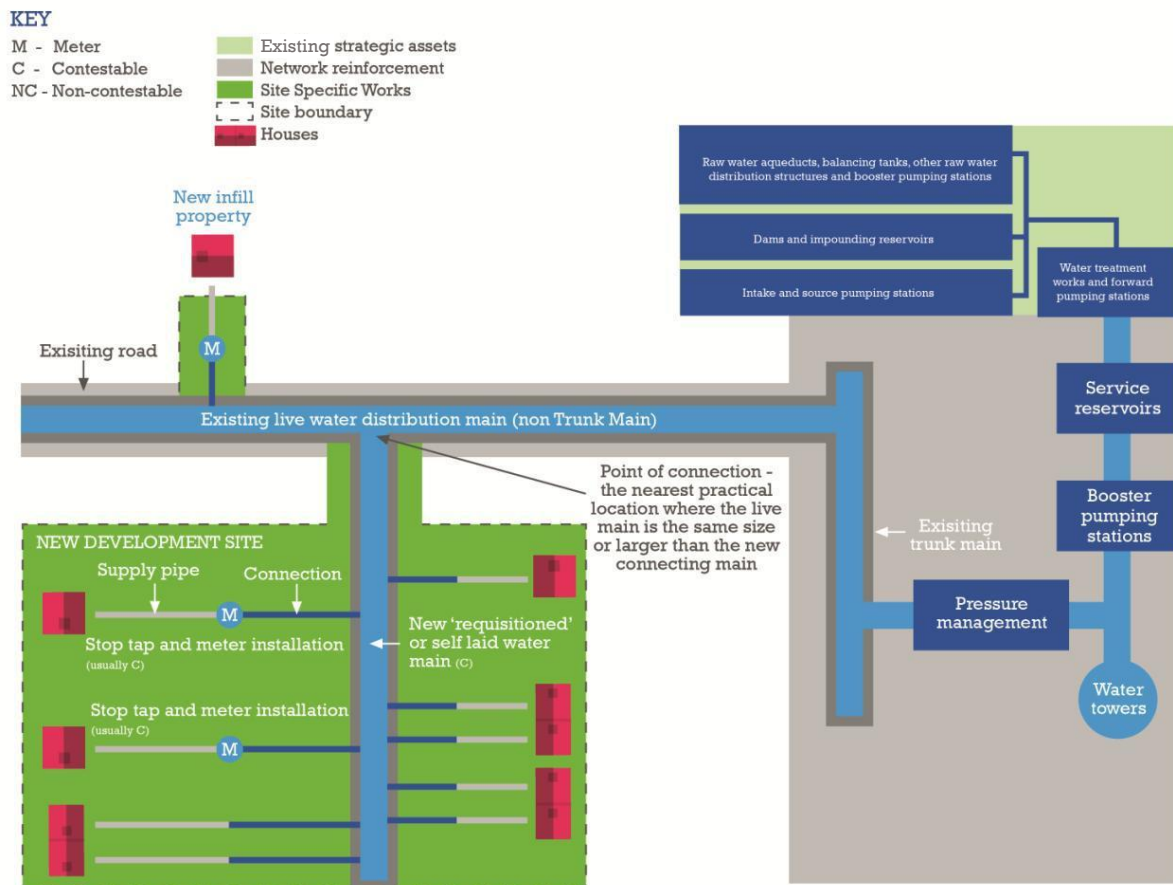 KEY
M - Meter
C - Contestable
NC - Non-contestable
Existing strategic assets
Network reinforcement
Site Specific Works
Site boundary
Houses
New infill
property
M
Exisiting road
Existing live water distribution main (non Trunk Main)
Raw water aqueducts, balancing tanks, other raw water
distribution structures and booster pumping stations
Dams and impounding reservoirs
Intake and source pumping stations
Water treatment
works and forward
pumping stations
Service
reservoirs
Booster
pumping
stations
Point of connection -
the nearest practical
location where the live
main is the same size
or larger than the new
connecting main
Exisiting
trunk main
Pressure
management
Water
towers
NEW DEVELOPMENT SITE
Supply pipe
Connection
M
Stop tap and meter installation
(usually C)
New ‘requisitioned’
or self laid water
main (C)
Stop tap and meter installation
(usually C)
M